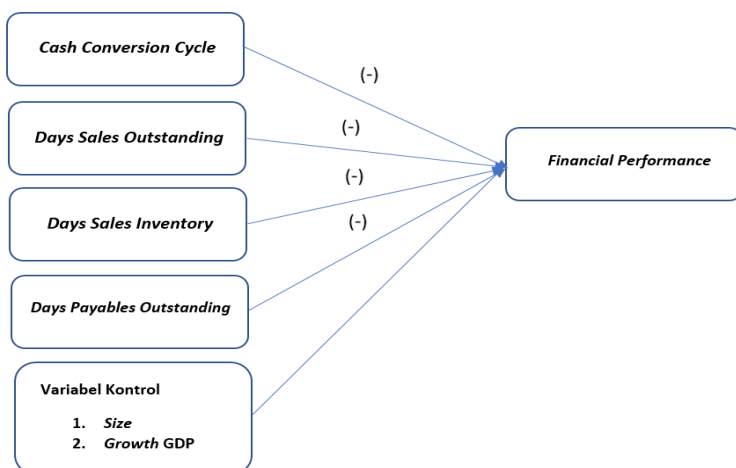 Cash Conversion Cycle
(-)
Days Sales Outstanding
(-)
Financial Performance
(-)
Days Sales Inventory
(-)
Days Payables Outstanding
Variabel Kontrol
1. Size
2. Growth GDP